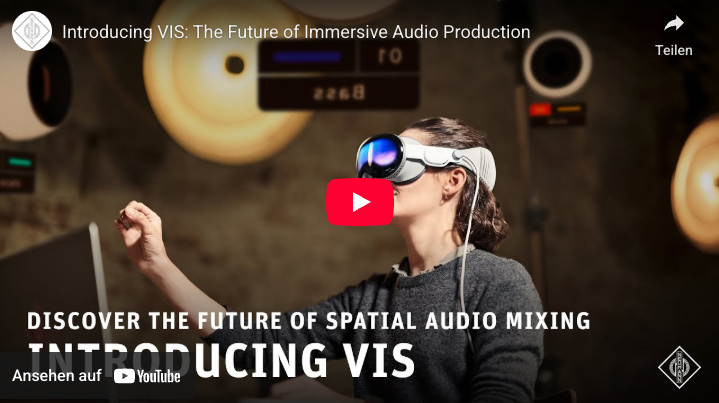 Introducing VIS: The Future of Immersive Audio Production
Teilen
01
Bass
DISCOVER THE FUTURE OF SPATIAL AUDIO MIXING
INTRODUCING VIS
Ansehen auf YouTube
NEUMANN